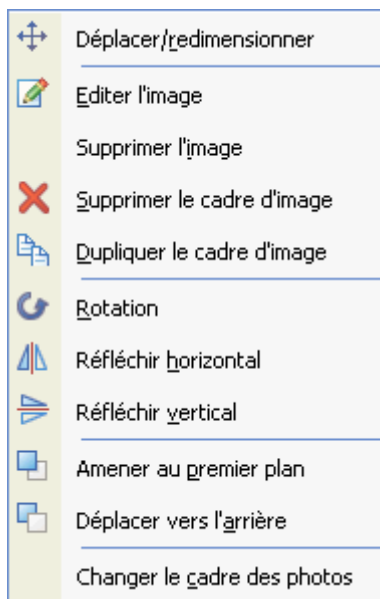 Déplacer/redimensionner
Editer l'image
Supprimer l'image
Supprimer le cadre d'image
Dupliquer le cadre d'image
Rotation
Réfléchir horizontal
Réfléchir vertical
Amener au premier plan
Déplacer vers l'arrière
Changer le cadre des photos